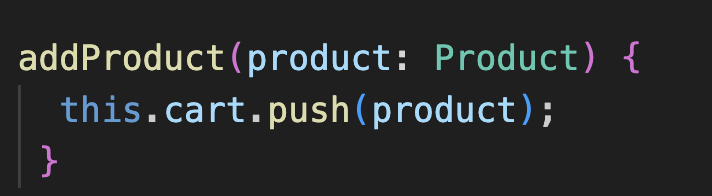 addProduct(product: Product) {
  this.cart.push(product);
 }